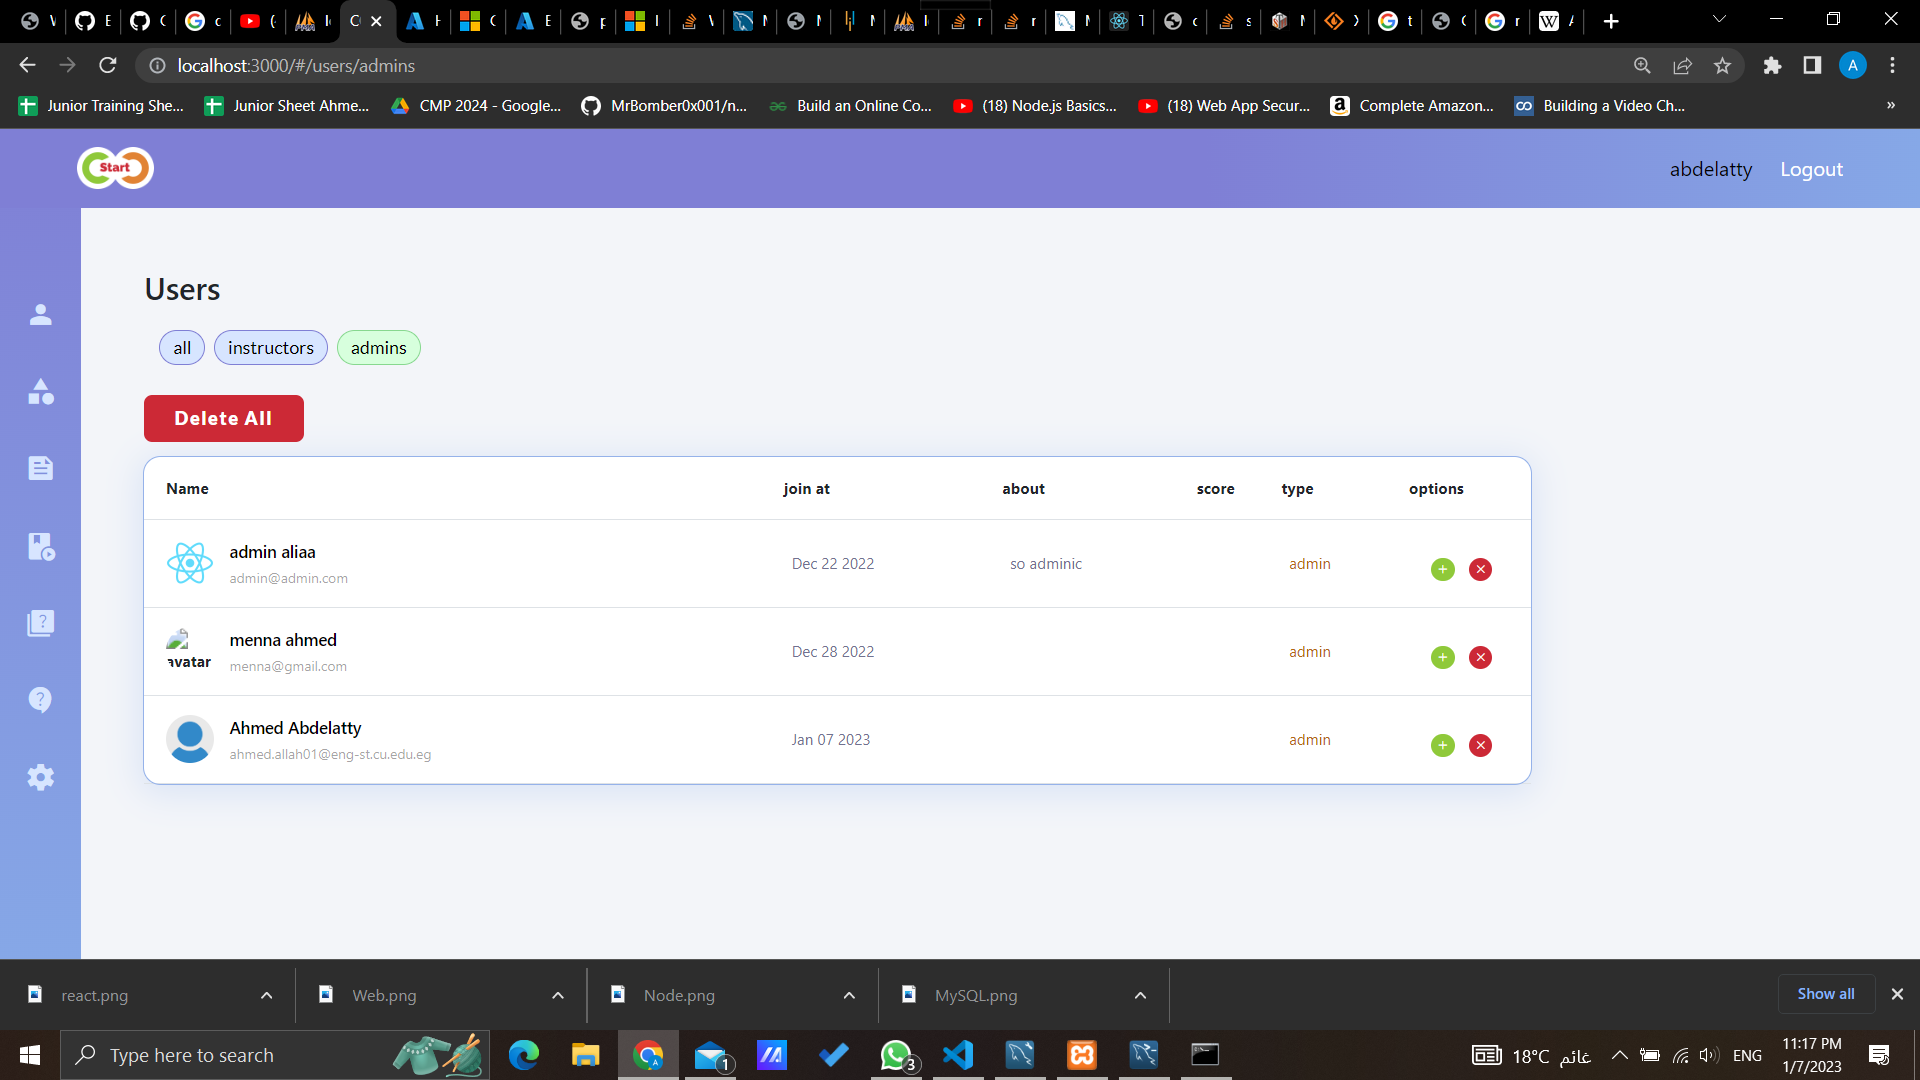 localhost:3000/#/users/admins
A
Junior Training She...
Junior Sheet Ahme...
CMP 2024 - Google...
MrBomber0x001/n...
Build an Online Co...
(18) Node.js Basics...
(18) Web App Secur...
Complete Amazon...
Building a Video Ch...
»
Start
abdelatty
Logout
Users
all
instructors
admins
Delete All
Name
join at
about
score
type
options
admin aliaa
admin@admin.com
Dec 22 2022
so adminic
admin
avatar
menna ahmed
menna@gmail.com
Dec 28 2022
admin
Ahmed Abdelatty
ahmed.allah01@eng-st.cu.edu.eg
Jan 07 2023
admin
react.png
Web.png
Node.png
MySQL.png
Show all
Type here to search
1
3
18°C غائم
ENG
11:17 PM
1/7/2023